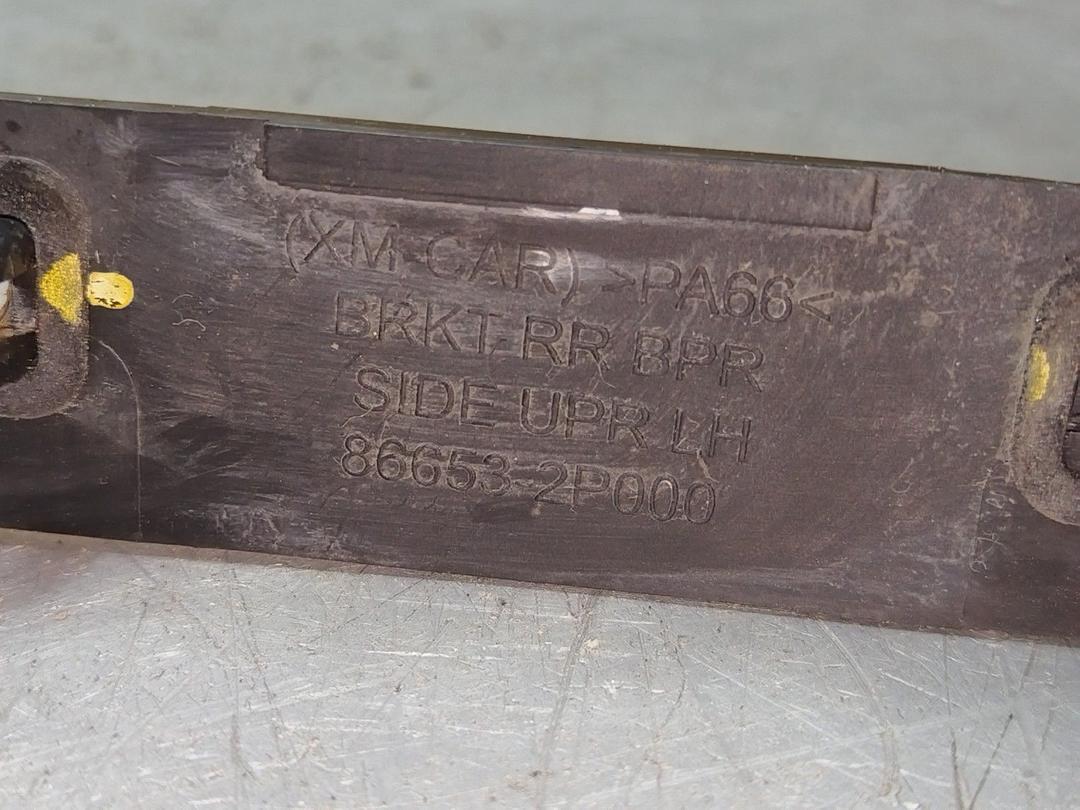 (XM CAR) >PA66<
BRKT RR BPR
SIDE UPR LH
86653-2P000